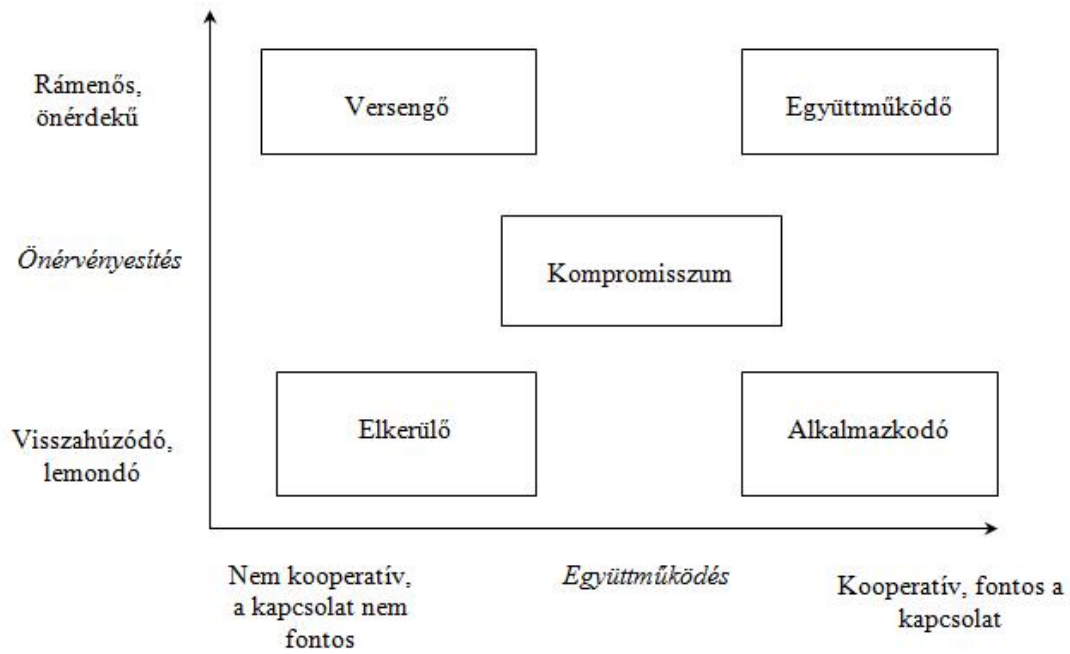 Rámenős,
önérdekű
Versengő
Együttműködő
Önérvényesítés
Kompromisszum
Visszahúzódó,
lemondó
Elkerülő
Alkalmazkodó
Nem kooperatív,
a kapcsolat nem
fontos
Együttműködés
Kooperatív, fontos a
kapcsolat